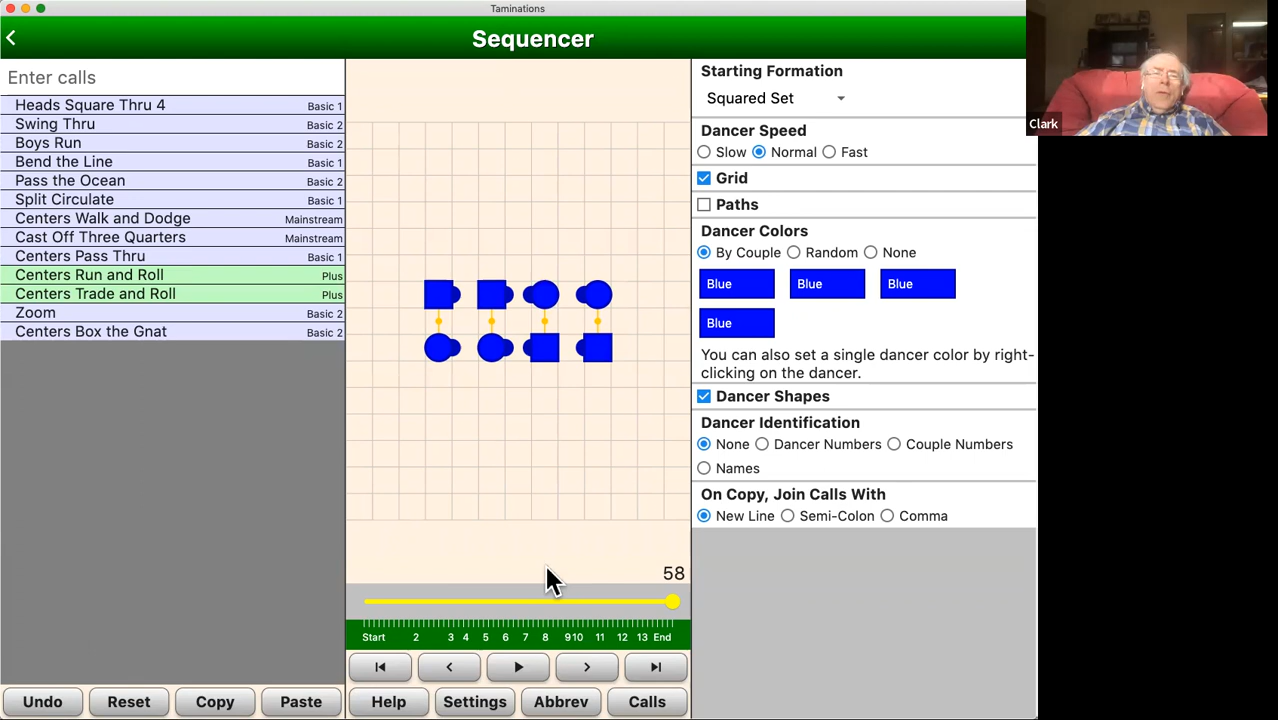 Taminations
Sequencer
Enter calls
Heads Square Thru 4 Basic 1
Swing Thru Basic 2
Boys Run Basic 2
Bend the Line Basic 1
Pass the Ocean Basic 2
Split Circulate Basic 1
Centers Walk and Dodge Mainstream
Cast Off Three Quarters Mainstream
Centers Pass Thru Basic 1
Centers Run and Roll Plus
Centers Trade and Roll Plus
Zoom Basic 2
Centers Box the Gnat Basic 2
Undo Reset Copy Paste
58
Start 2 3 4 5 6 7 8 9 10 11 12 13 End
Help Settings Abbrev Calls
Starting Formation
Squared Set
Dancer Speed
Slow Normal Fast
Grid
Paths
Dancer Colors
By Couple Random None
Blue Blue Blue
Blue
You can also set a single dancer color by right-
clicking on the dancer.
Dancer Shapes
Dancer Identification
None Dancer Numbers Couple Numbers
Names
On Copy, Join Calls With
New Line Semi-Colon Comma
Clark